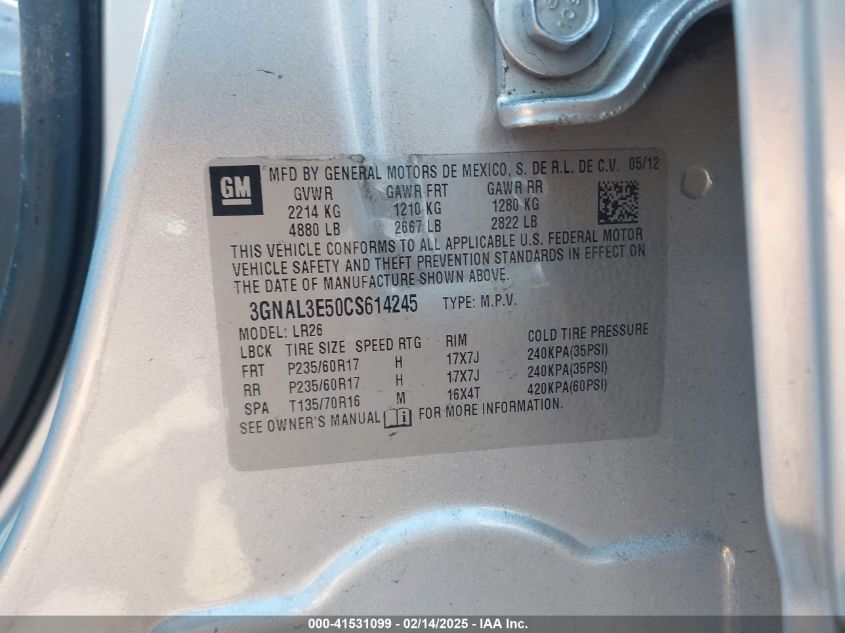 GM
MFD BY GENERAL MOTORS DE MEXICO, S. DE R.L. DE C.V. 05/12
GVWR GAWR FRT GAWR RR
2214 KG 1210 KG 1280 KG
4880 LB 2667 LB 2822 LB
THIS VEHICLE CONFORMS TO ALL APPLICABLE U.S. FEDERAL MOTOR
VEHICLE SAFETY AND THEFT PREVENTION STANDARDS IN EFFECT ON
THE DATE OF MANUFACTURE SHOWN ABOVE.
3GNAL3E50CS614245 TYPE: M.P.V.
MODEL: LR26
LBCK TIRE SIZE SPEED RTG RIM COLD TIRE PRESSURE
FRT P235/60R17 H 17X7J 240KPA(35PSI)
RR P235/60R17 H 17X7J 240KPA(35PSI)
SPA T135/70R16 M 16X4T 420KPA(60PSI)
SEE OWNER'S MANUAL FOR MORE INFORMATION.
000-41531099 - 02/14/2025 - IAA Inc.